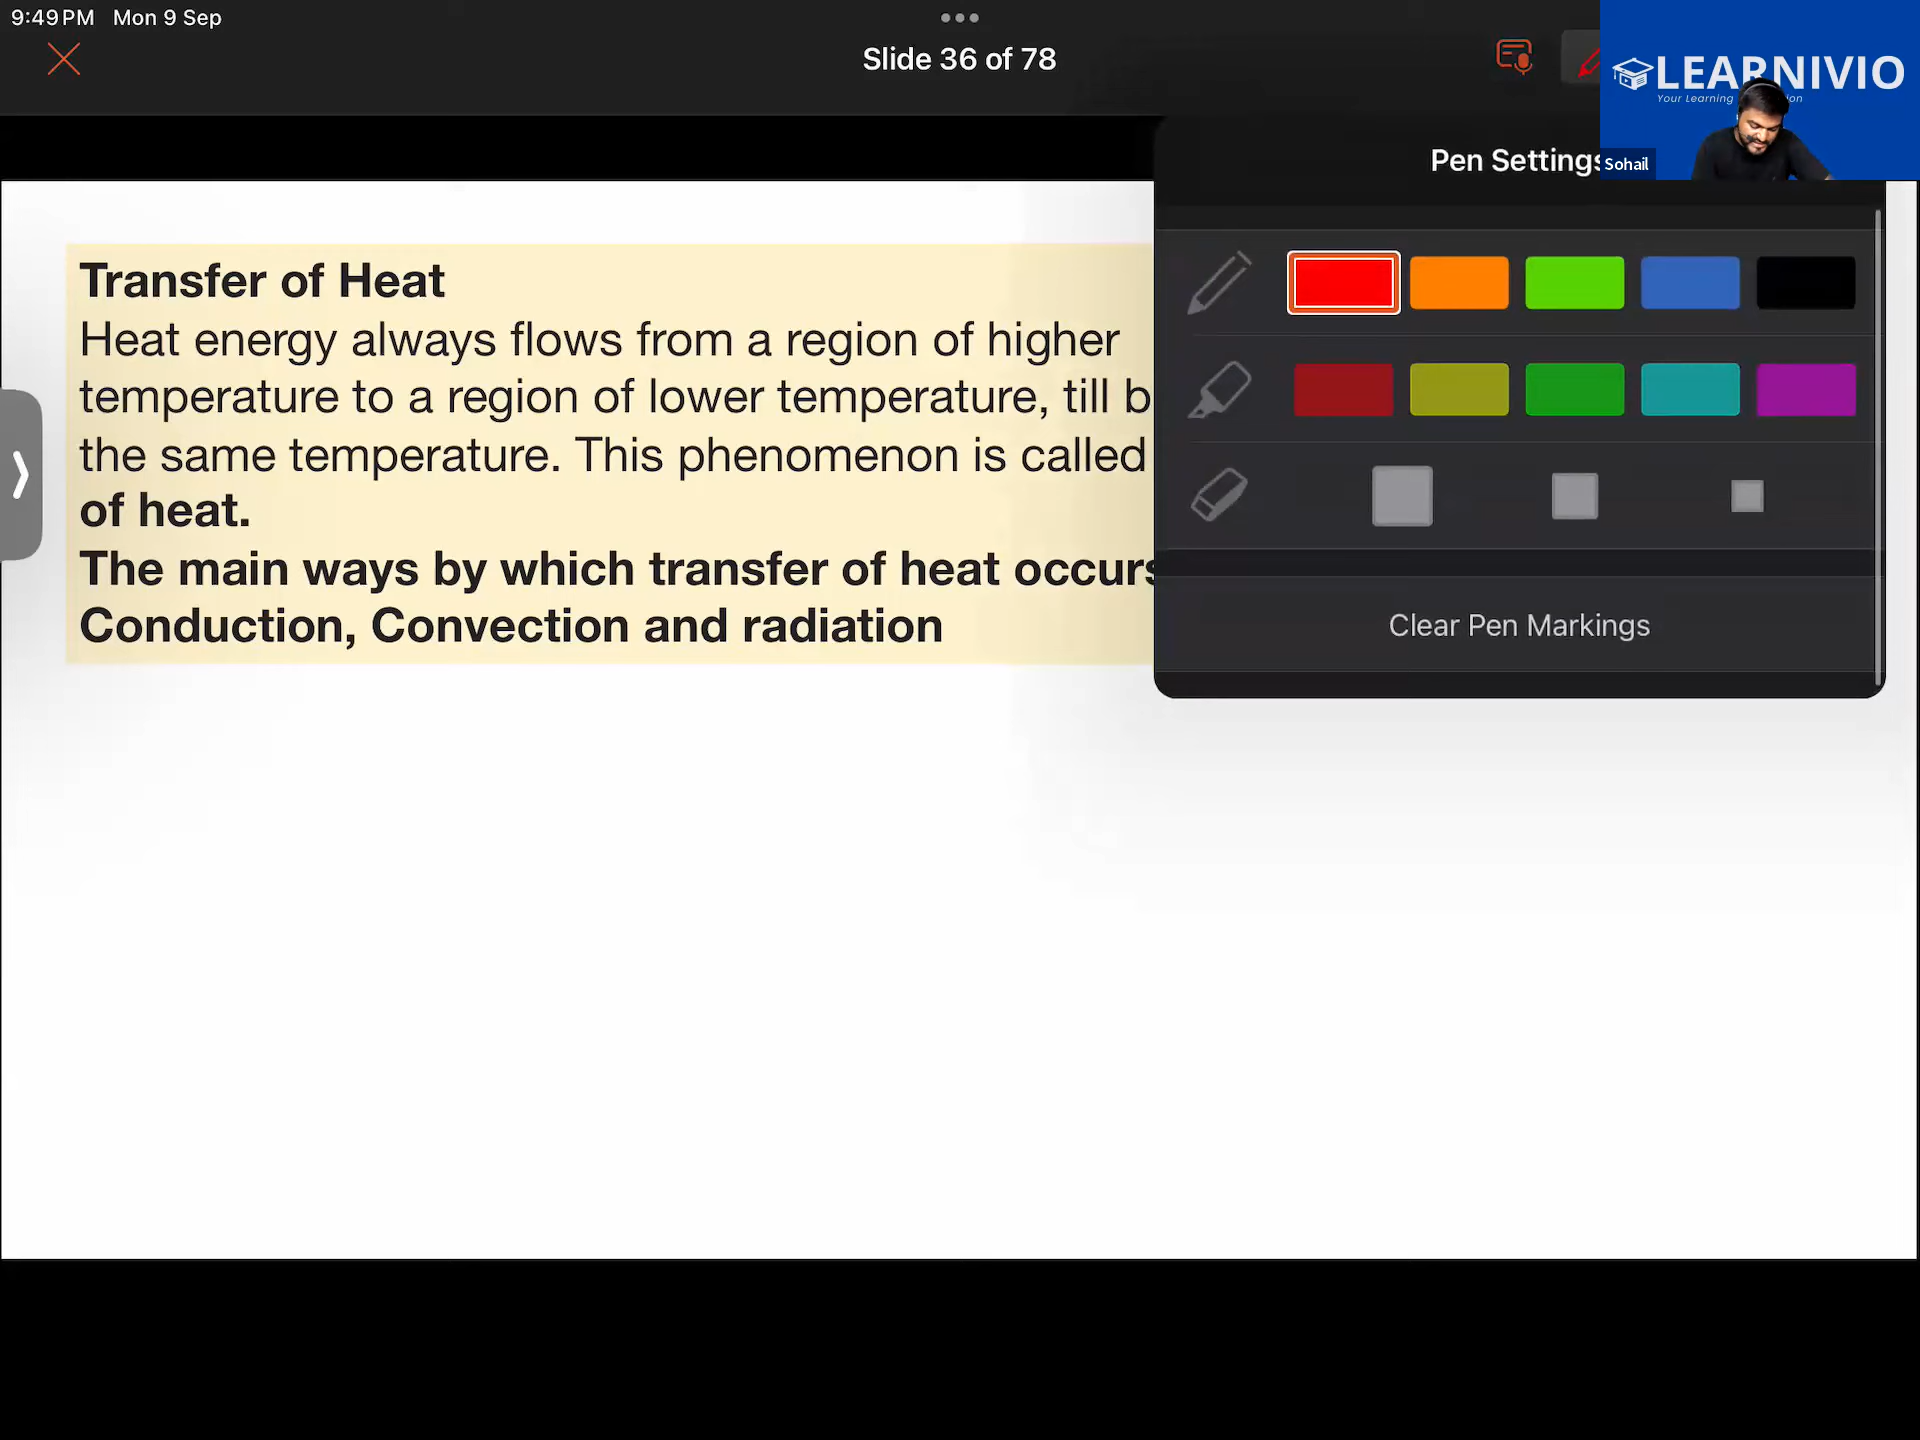 9:49 PM Mon 9 Sep
Slide 36 of 78
LEARNIVIO
Your Learning
Pen Settings
Sohail
Transfer of Heat
Heat energy always flows from a region of higher
temperature to a region of lower temperature, till b
the same temperature. This phenomenon is called
of heat.
The main ways by which transfer of heat occurs
Conduction, Convection and radiation
Clear Pen Markings